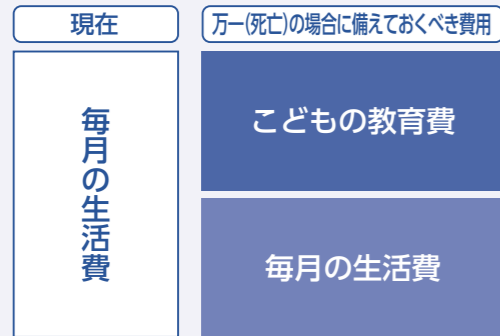 現在
万一(死亡)の場合に備えておくべき費用
毎月の生活費
こどもの教育費
毎月の生活費